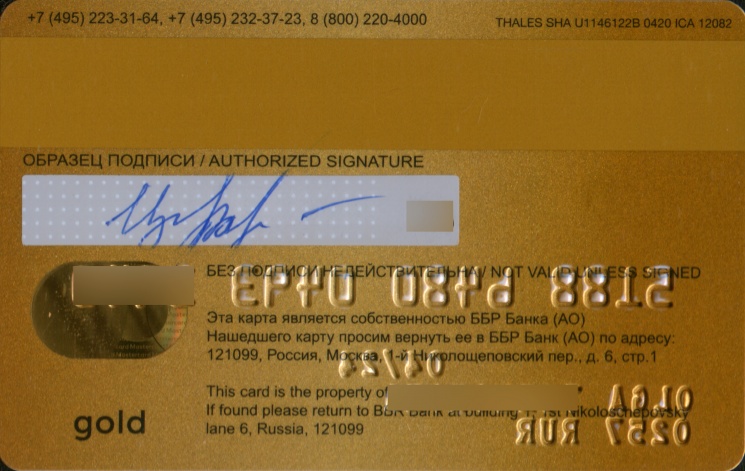 +7 (495) 223-31-64, +7 (495) 232-37-23, 8 (800) 220-4000
THALES SHA U1146122B 0420 ICA 12082
ОБРАЗЕЦ ПОДПИСИ / AUTHORIZED SIGNATURE
БЕЗ ПОДПИСИ НЕДЕЙСТВИТЕЛЬНА / NOT VALID UNLESS SIGNED
Эта карта является собственностью ББР Банка (АО)
Нашедшего карту просим вернуть ее в ББР Банк (АО) по адресу:
121099, Россия, Москва, 1-й Николощеповский пер., д. 6, стр.1
This card is the property of
If found please return to BBR Bank at building 1, 1st Nikoloschepovsky
lane 6, Russia, 121099
gold